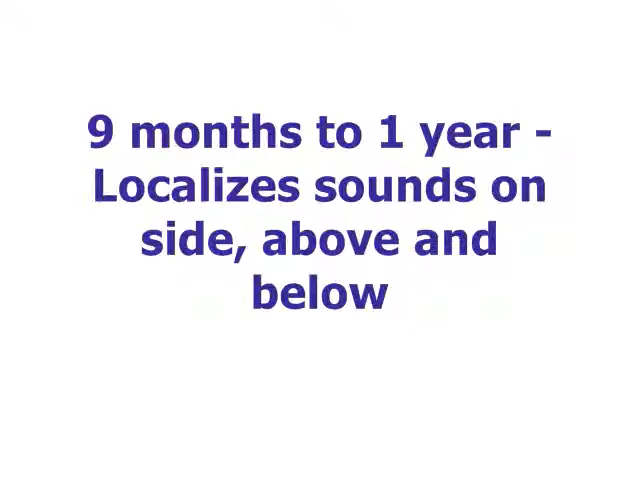 9 months to 1 year -
Localizes sounds on
side, above and
below